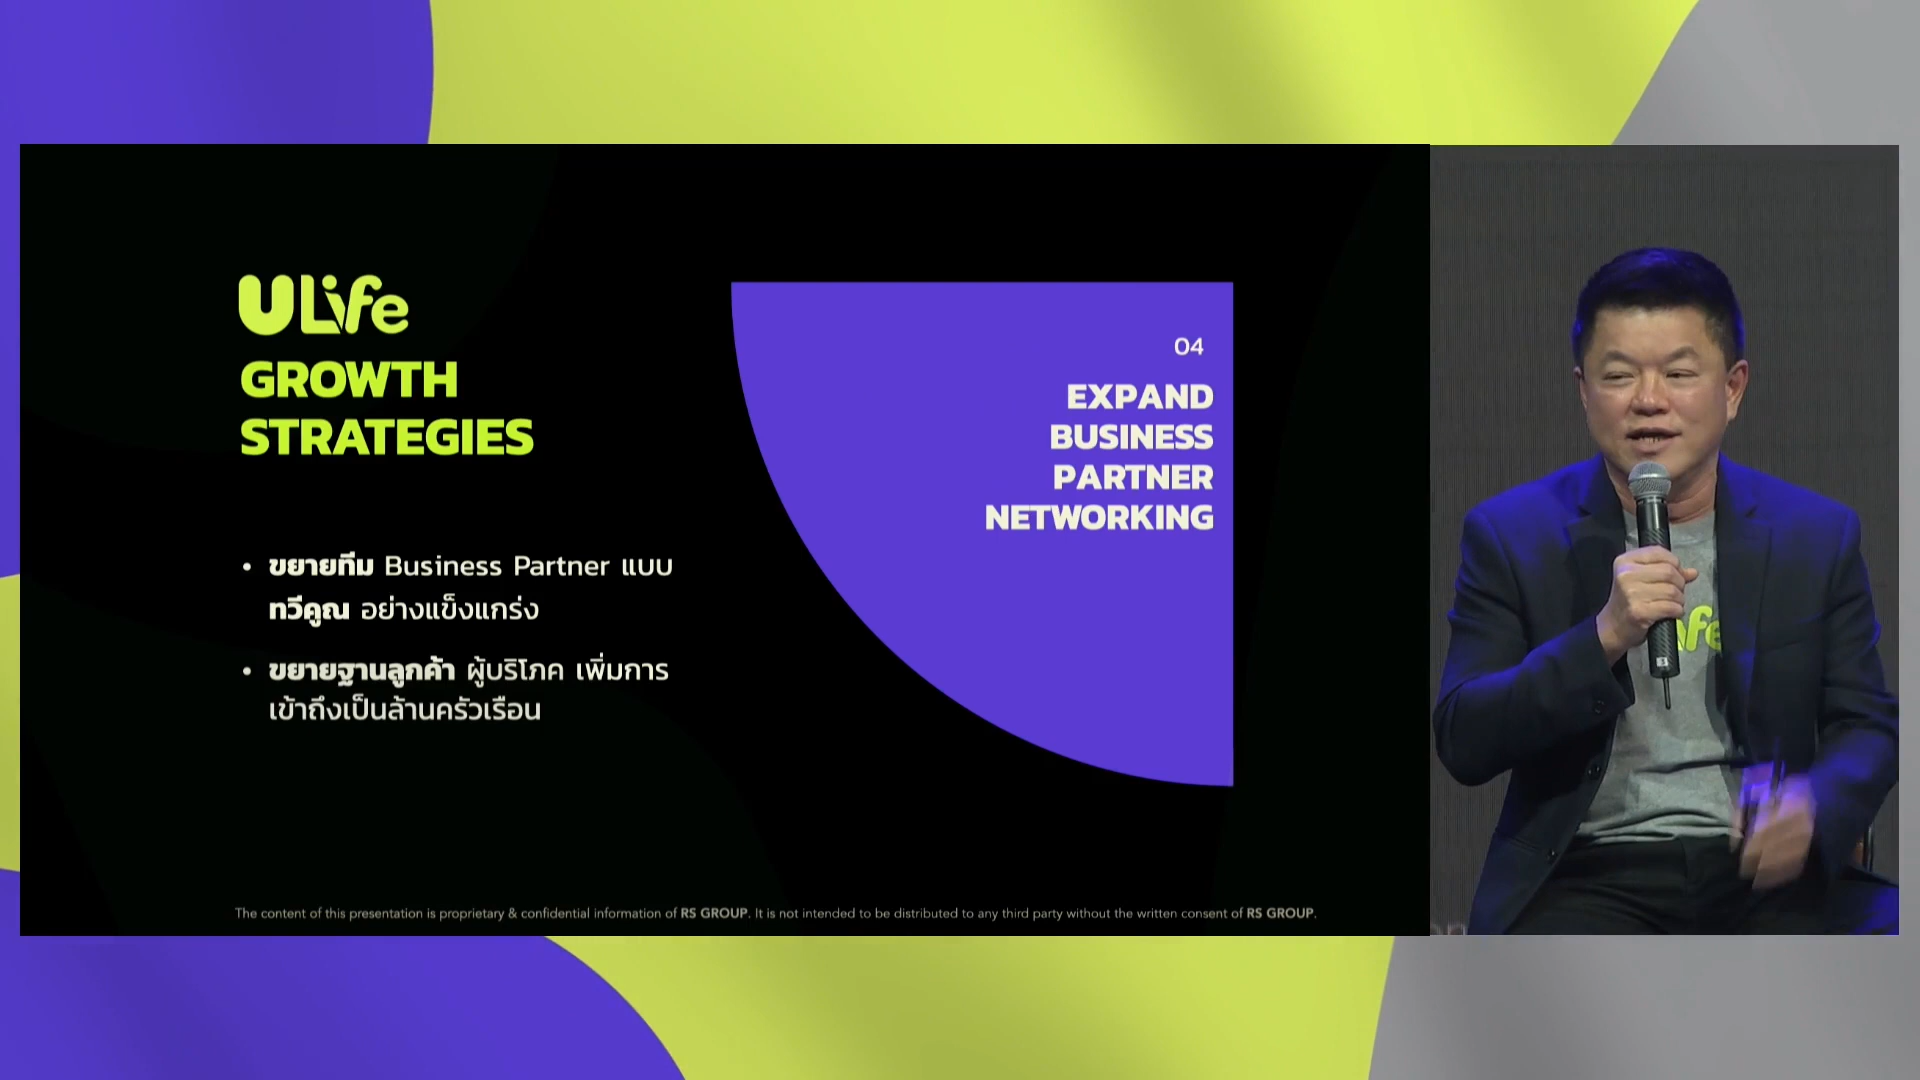 ULife
GROWTH
STRATEGIES
• ขยายทีม Business Partner แบบ
ทวีคูณ อย่างแข็งแกร่ง
• ขยายฐานลูกค้า ผู้บริโภค เพิ่มการ
เข้าถึงเป็นล้านครัวเรือน
04
EXPAND
BUSINESS
PARTNER
NETWORKING
The content of this presentation is proprietary & confidential information of RS GROUP. It is not intended to be distributed to any third party without the written consent of RS GROUP.